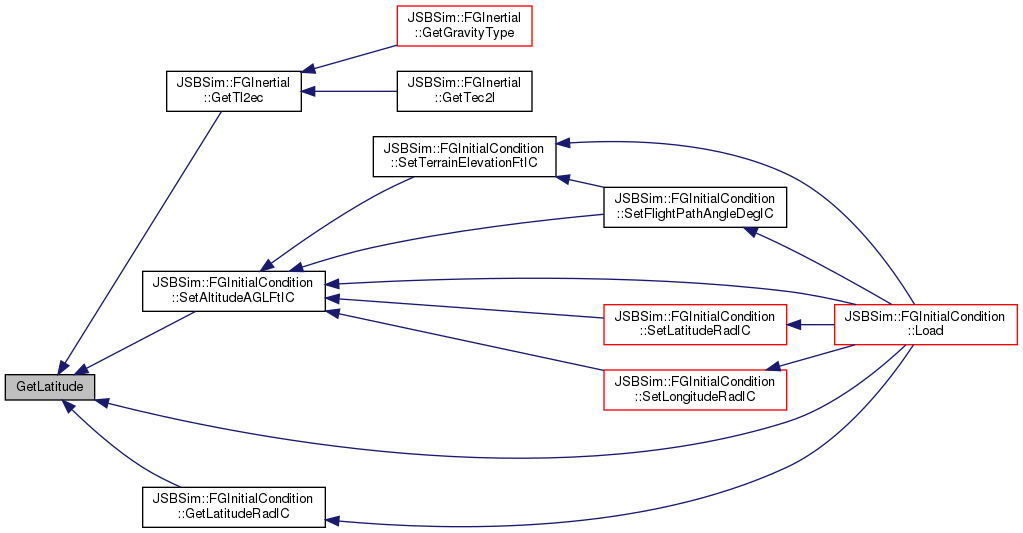 JSBSim::FGInertial
::GetGravityType
JSBSim::FGInertial
::GetTl2ec
JSBSim::FGInertial
::GetTec2l
JSBSim::FGInitialCondition
::SetTerrainElevationFtIC
JSBSim::FGInitialCondition
::SetFlightPathAngleDegIC
JSBSim::FGInitialCondition
::SetAltitudeAGLFtIC
JSBSim::FGInitialCondition
::SetLatitudeRadIC
JSBSim::FGInitialCondition
::Load
GetLatitude
JSBSim::FGInitialCondition
::SetLongitudeRadIC
JSBSim::FGInitialCondition
::GetLatitudeRadIC